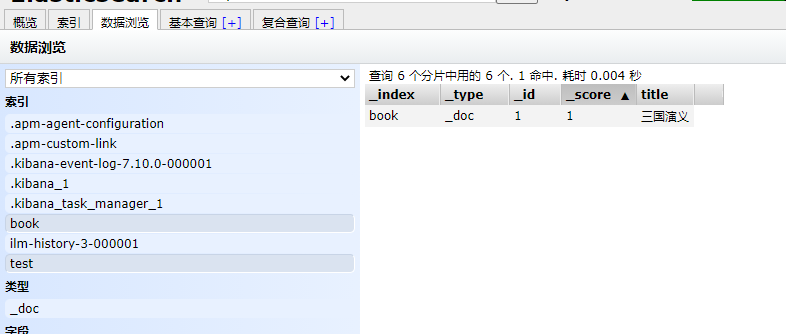 概览 索引 数据浏览 基本查询 [+] 复合查询 [+]
数据浏览
所有索引
索引
.apm-agent-configuration
.apm-custom-link
.kibana-event-log-7.10.0-000001
.kibana_1
.kibana_task_manager_1
book
ilm-history-3-000001
test
类型
_doc
字段
查询 6 个分片中用的 6 个. 1 命中. 耗时 0.004 秒
_index _type _id _score ▲ title
book _doc 1 1 三国演义